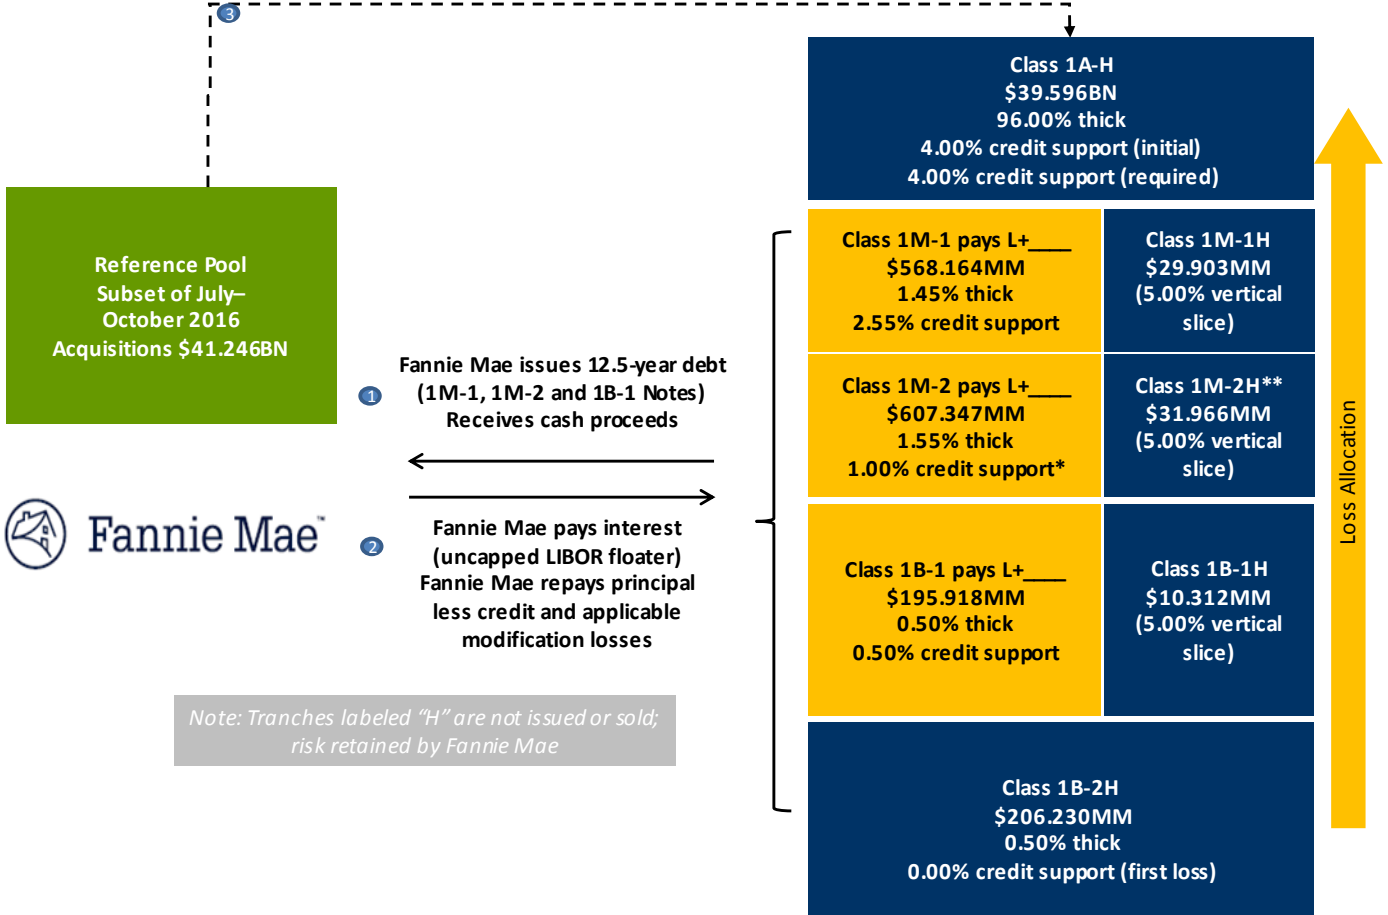 3
Class 1A-H
$39.596BN
96.00% thick
4.00% credit support (initial)
4.00% credit support (required)
Reference Pool
Subset of July–
October 2016
Acquisitions $41.246BN
1
Fannie Mae issues 12.5-year debt
(1M-1, 1M-2 and 1B-1 Notes)
Receives cash proceeds
Fannie Mae™
2
Fannie Mae pays interest
(uncapped LIBOR floater)
Fannie Mae repays principal
less credit and applicable
modification losses
Note: Tranches labeled “H” are not issued or sold;
risk retained by Fannie Mae
Class 1M-1 pays L+____
$568.164MM
1.45% thick
2.55% credit support
Class 1M-1H
$29.903MM
(5.00% vertical
slice)
Class 1M-2 pays L+____
$607.347MM
1.55% thick
1.00% credit support*
Class 1M-2H**
$31.966MM
(5.00% vertical
slice)
Class 1B-1 pays L+____
$195.918MM
0.50% thick
0.50% credit support
Class 1B-1H
$10.312MM
(5.00% vertical
slice)
Class 1B-2H
$206.230MM
0.50% thick
0.00% credit support (first loss)
Loss Allocation